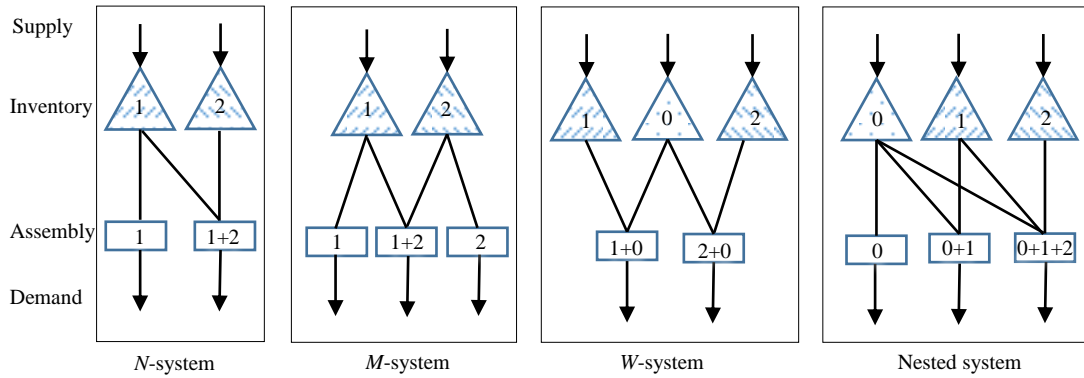 Supply
Inventory
1 2 1 2 1 0 2 0 1 2
Assembly
1 1+2 1 1+2 2 1+0 2+0 0 0+1 0+1+2
Demand
N-system M-system W-system Nested system